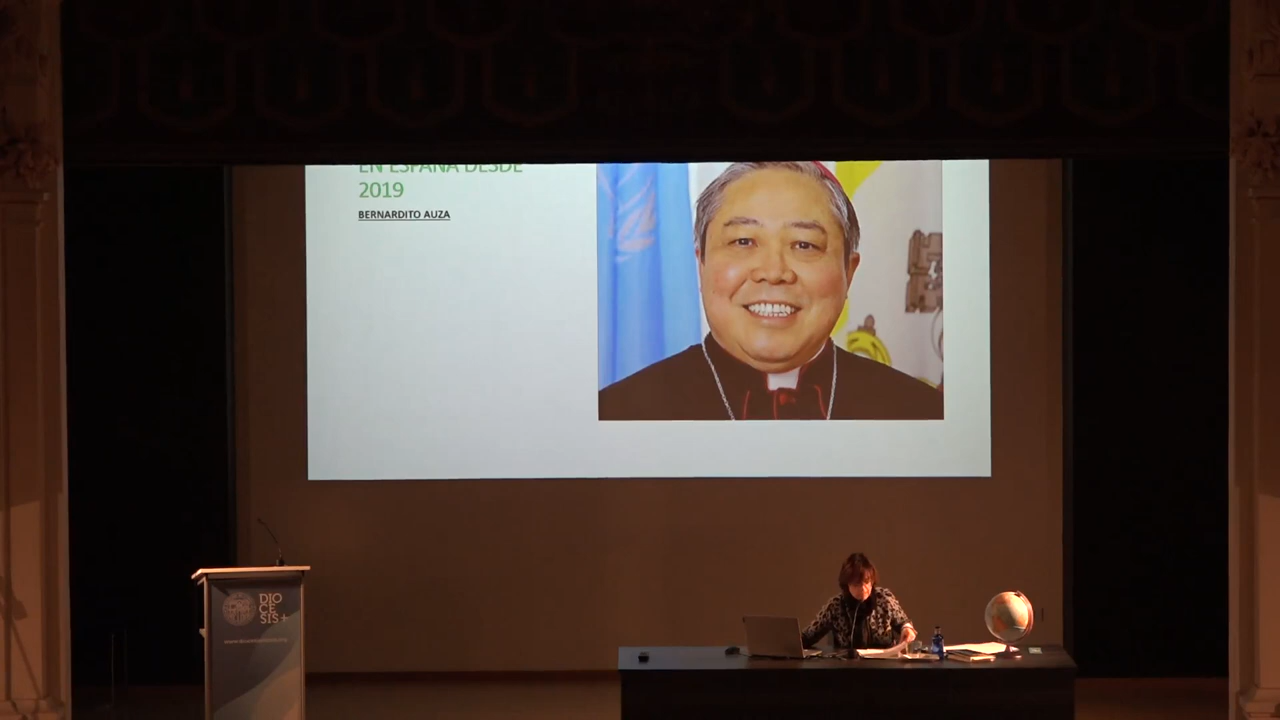 EN ESPAÑA DESDE
2019
BERNARDITO AUZA
DIO
CE
SIS+